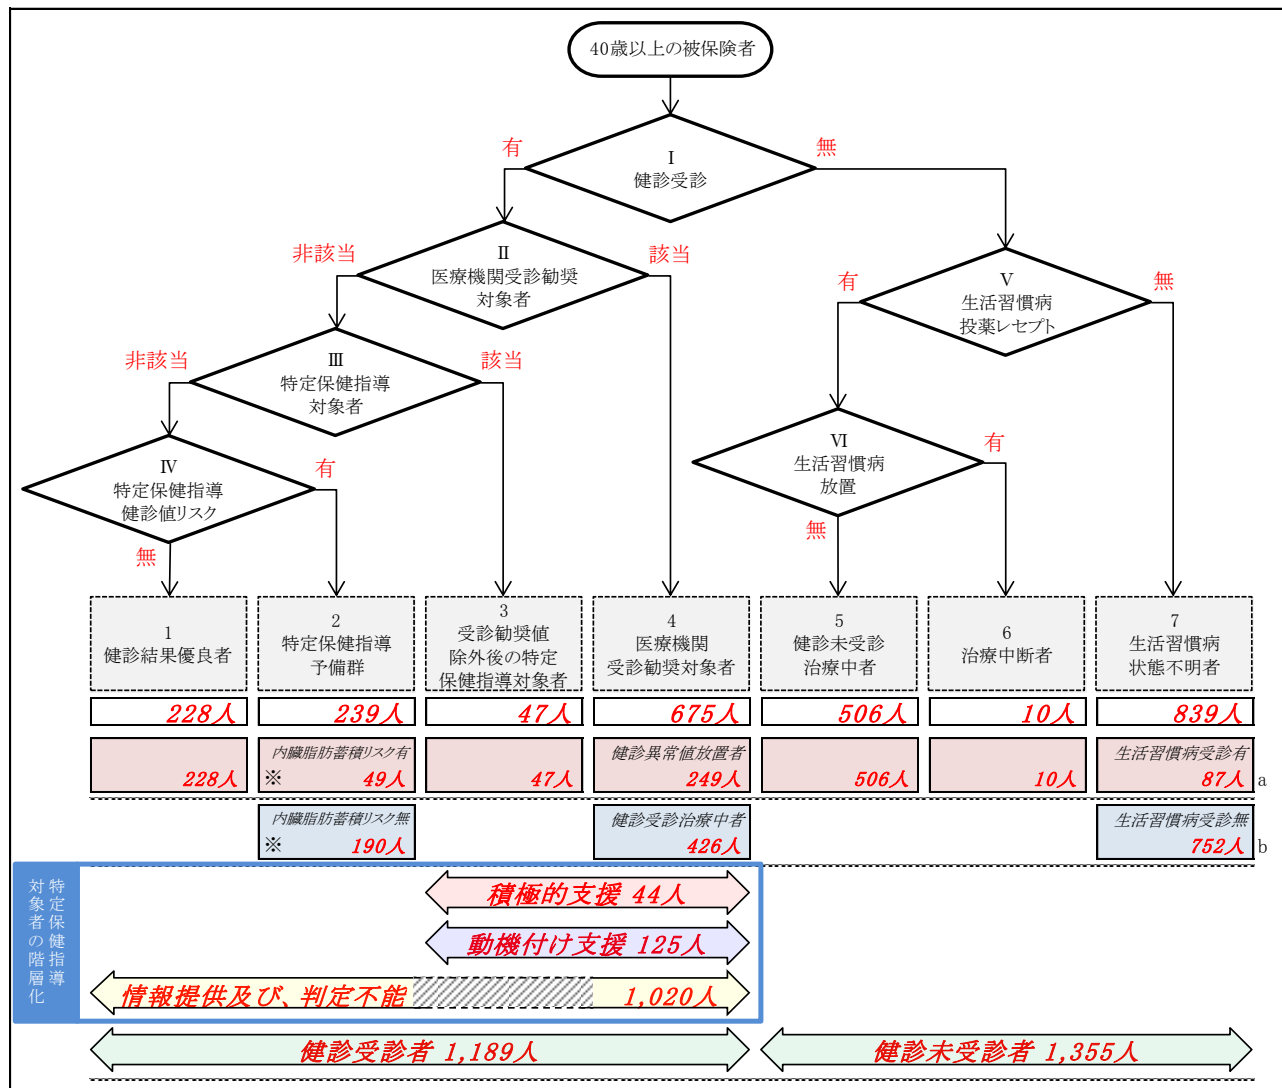 40歳以上の被保険者
Ⅰ
健診受診
有
無
Ⅱ
医療機関受診勧奨
対象者
非該当
該当
Ⅴ
生活習慣病
投薬レセプト
有
無
Ⅲ
特定保健指導
対象者
非該当
該当
Ⅵ
生活習慣病
放置
有
無
Ⅳ
特定保健指導
健診値リスク
有
無
1
健診結果優良者
2
特定保健指導
予備群
3
受診勧奨値
除外後の特定
保健指導対象者
4
医療機関
受診勧奨対象者
5
健診未受診
治療中者
6
治療中断者
7
生活習慣病
状態不明者
228人
239人
47人
675人
506人
10人
839人
228人
内臓脂肪蓄積リスク有
※ 49人
47人
健診異常値放置者
249人
506人
10人
生活習慣病受診有
87人
a
内臓脂肪蓄積リスク無
※ 190人
健診受診治療中者
426人
生活習慣病受診無
752人
b
特定保健指導
対象者の階層化
積極的支援 44人
動機付け支援 125人
情報提供及び、判定不能 1,020人
健診受診者 1,189人
健診未受診者 1,355人